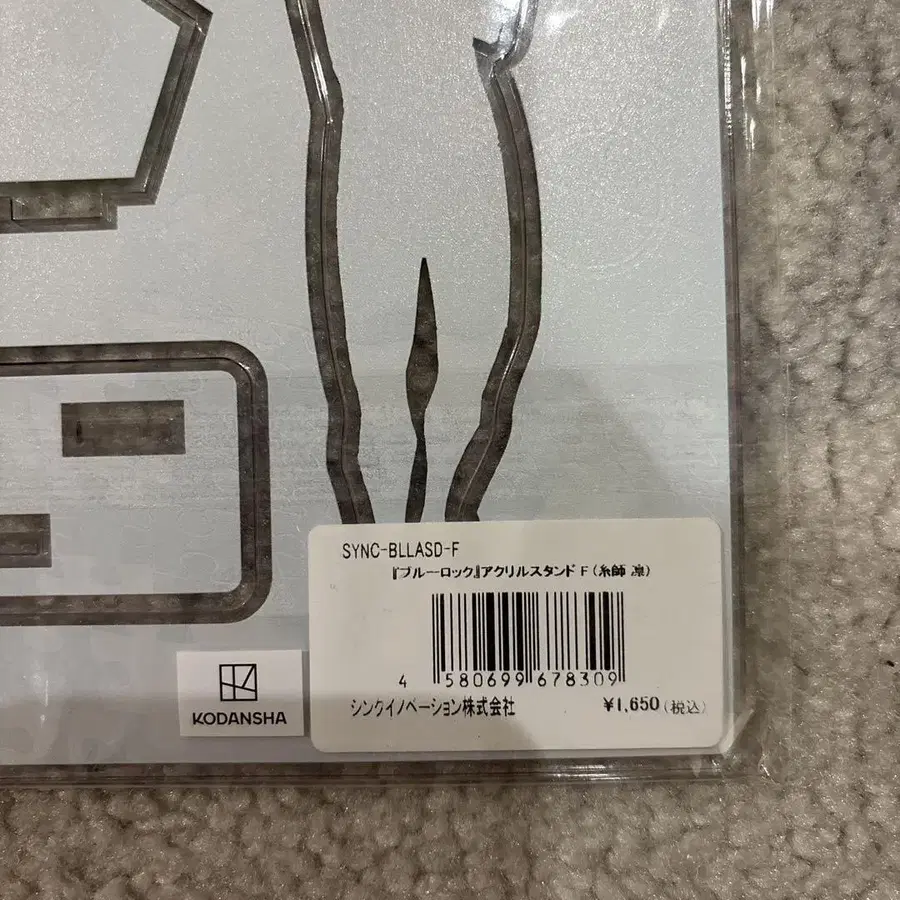 SYNC-BLLASD-F
『ブルーロック』アクリルスタンド F(糸師 凛)
4 580699 678309
シンクイノベーション株式会社
¥1,650(税込)
KODANSHA